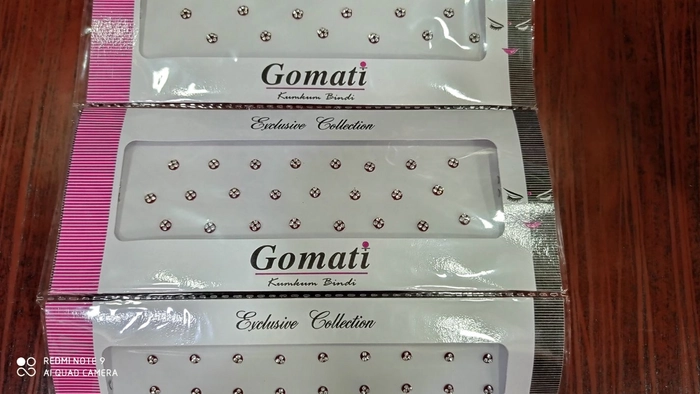 Gomati
Kumkum Bindi
Exclusive Collection
Gomati
Kumkum Bindi
Exclusive Collection
REDMI NOTE 9
AI QUAD CAMERA